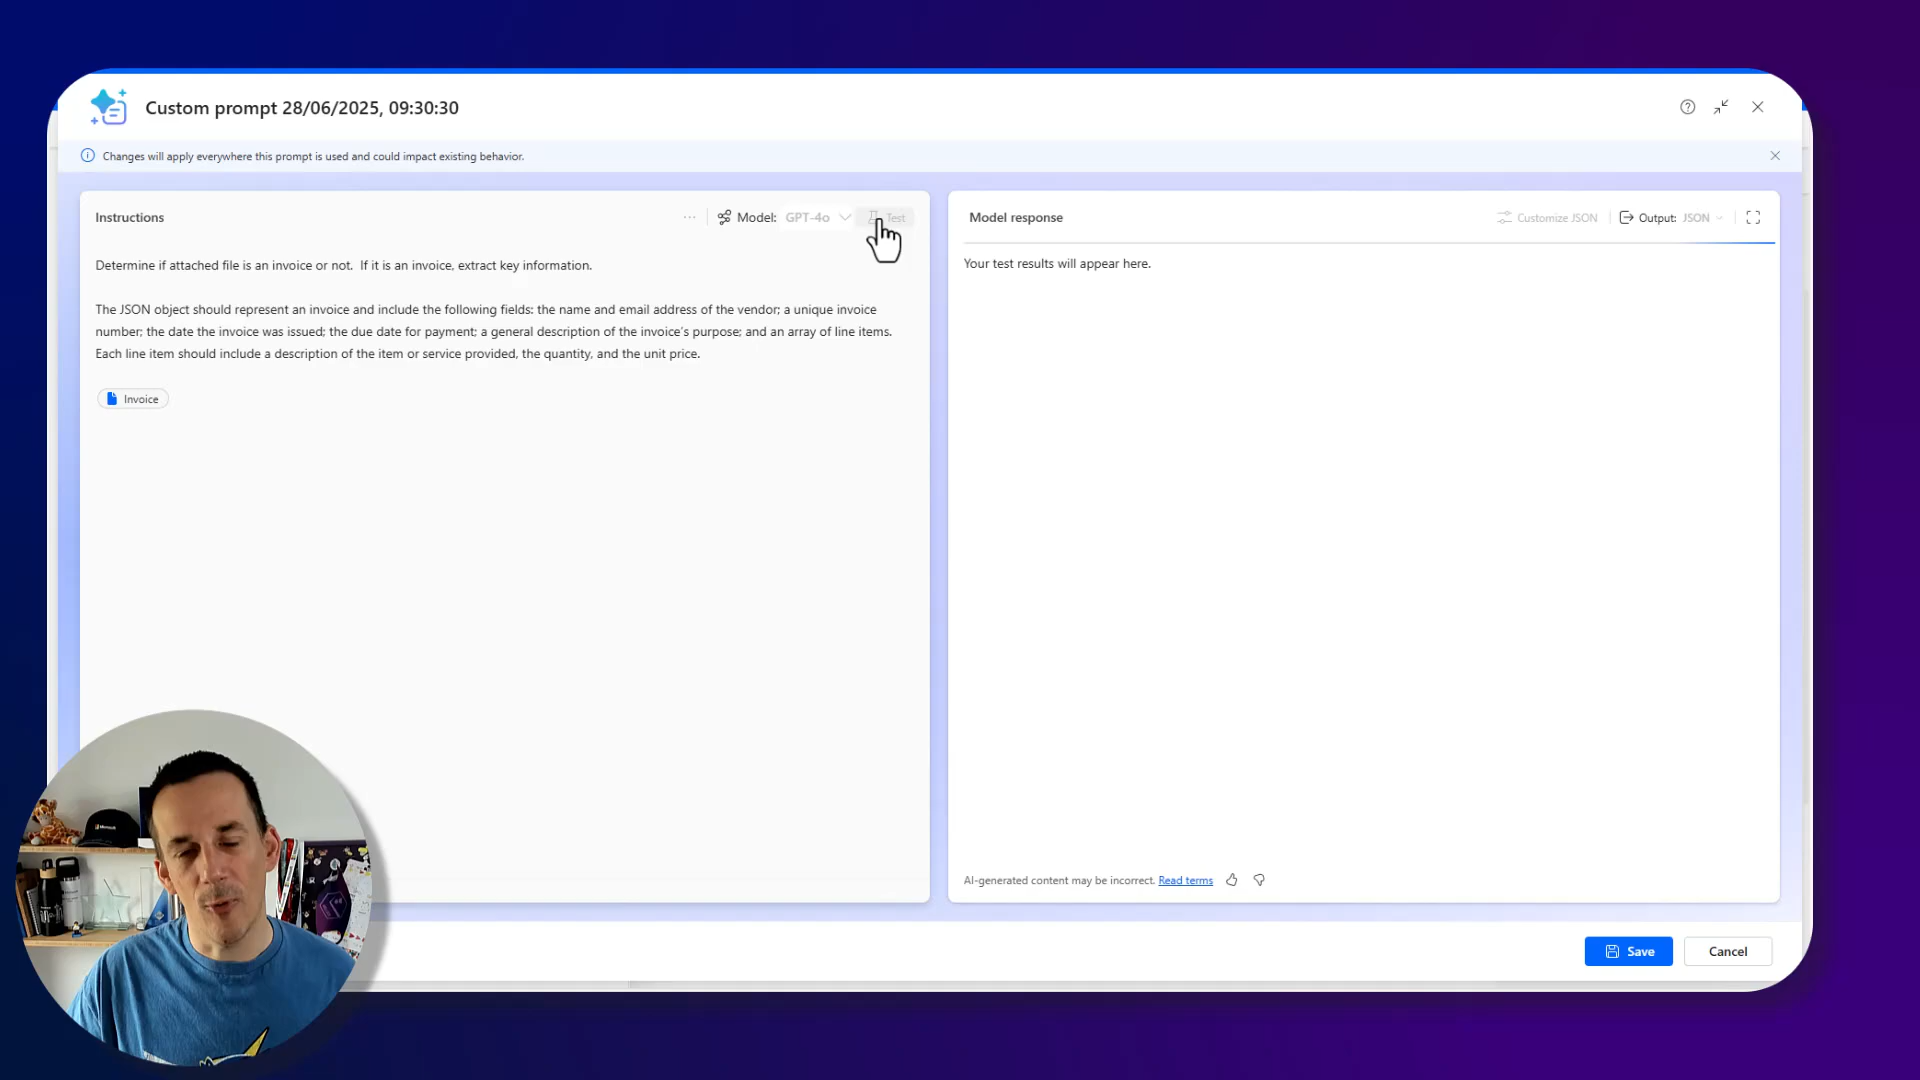 Custom prompt 28/06/2025, 09:30:30
Changes will apply everywhere this prompt is used and could impact existing behavior.
Instructions
Model: GPT-4o
Test
Determine if attached file is an invoice or not. If it is an invoice, extract key information.
The JSON object should represent an invoice and include the following fields: the name and email address of the vendor; a unique invoice
number; the date the invoice was issued; the due date for payment; a general description of the invoice's purpose; and an array of line items.
Each line item should include a description of the item or service provided, the quantity, and the unit price.
Invoice
Model response
Customize JSON
Output: JSON
Your test results will appear here.
AI-generated content may be incorrect. Read terms
Save
Cancel
Microsoft